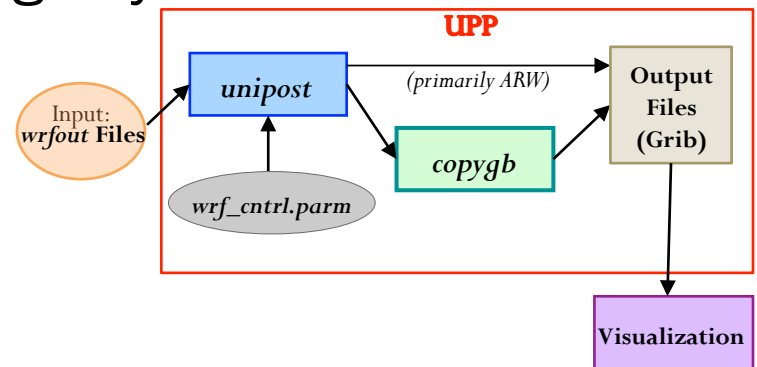 UPP
unipost
(primarily ARW)
Output
Files
(Grib)
Input:
wrfout Files
copygb
wrf_cntrl.parm
Visualization